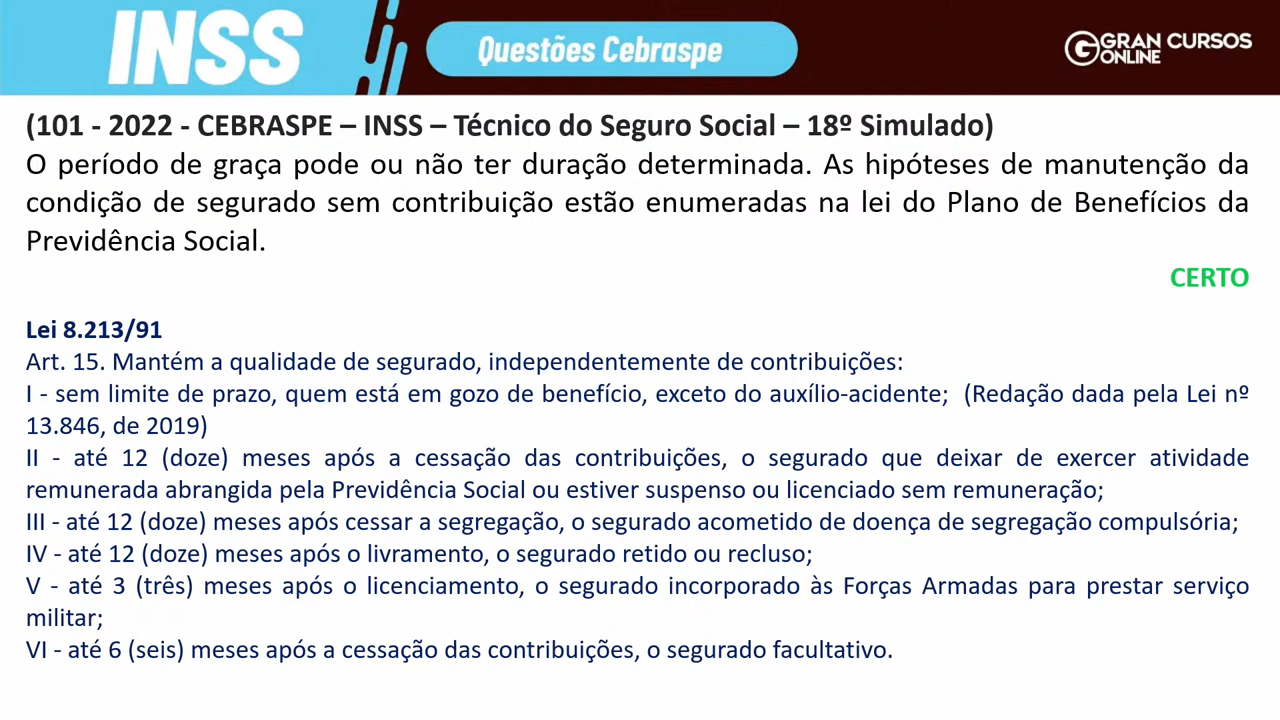 INSS
Questões Cebraspe
GRAN CURSOS
ONLINE
(101 - 2022 - CEBRASPE – INSS – Técnico do Seguro Social – 18º Simulado)
O período de graça pode ou não ter duração determinada. As hipóteses de manutenção da
condição de segurado sem contribuição estão enumeradas na lei do Plano de Benefícios da
Previdência Social.
CERTO
Lei 8.213/91
Art. 15. Mantém a qualidade de segurado, independentemente de contribuições:
I - sem limite de prazo, quem está em gozo de benefício, exceto do auxílio-acidente; (Redação dada pela Lei nº
13.846, de 2019)
II - até 12 (doze) meses após a cessação das contribuições, o segurado que deixar de exercer atividade
remunerada abrangida pela Previdência Social ou estiver suspenso ou licenciado sem remuneração;
III - até 12 (doze) meses após cessar a segregação, o segurado acometido de doença de segregação compulsória;
IV - até 12 (doze) meses após o livramento, o segurado retido ou recluso;
V - até 3 (três) meses após o licenciamento, o segurado incorporado às Forças Armadas para prestar serviço
militar;
VI - até 6 (seis) meses após a cessação das contribuições, o segurado facultativo.